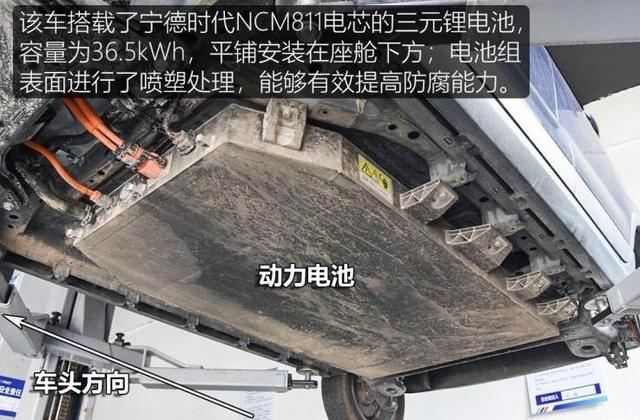 该车搭载了宁德时代NCM811电芯的三元锂电池，
容量为36.5kWh，平铺安装在座舱下方；电池组
表面进行了喷塑处理，能够有效提高防腐能力。
动力电池
车头方向